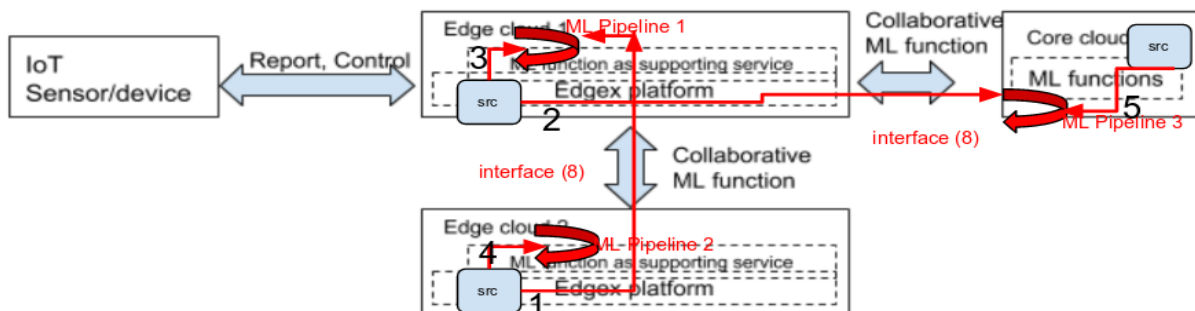 IoT
Sensor/device
Report, Control
Edge cloud 1
ML Pipeline 1
3
ML function as supporting service
Edgex platform
src
2
Collaborative
ML function
Core cloud
src
ML functions
5
ML Pipeline 3
interface (8)
interface (8)
Collaborative
ML function
Edge cloud 2
ML Pipeline 2
4
ML function as supporting service
Edgex platform
src
1